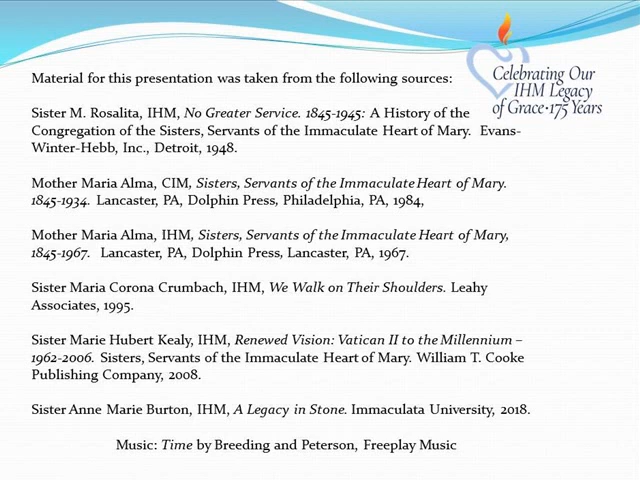 Celebrating Our
IHM Legacy
of Grace·175 Years
Material for this presentation was taken from the following sources:
Sister M. Rosalita, IHM, No Greater Service. 1845-1945: A History of the
Congregation of the Sisters, Servants of the Immaculate Heart of Mary. Evans-
Winter-Hebb, Inc., Detroit, 1948.
Mother Maria Alma, CIM, Sisters, Servants of the Immaculate Heart of Mary.
1845-1934. Lancaster, PA, Dolphin Press, Philadelphia, PA, 1984,
Mother Maria Alma, IHM, Sisters, Servants of the Immaculate Heart of Mary,
1845-1967. Lancaster, PA, Dolphin Press, Lancaster, PA, 1967.
Sister Maria Corona Crumbach, IHM, We Walk on Their Shoulders. Leahy
Associates, 1995.
Sister Marie Hubert Kealy, IHM, Renewed Vision: Vatican II to the Millennium –
1962-2006. Sisters, Servants of the Immaculate Heart of Mary. William T. Cooke
Publishing Company, 2008.
Sister Anne Marie Burton, IHM, A Legacy in Stone. Immaculata University, 2018.
Music: Time by Breeding and Peterson, Freeplay Music